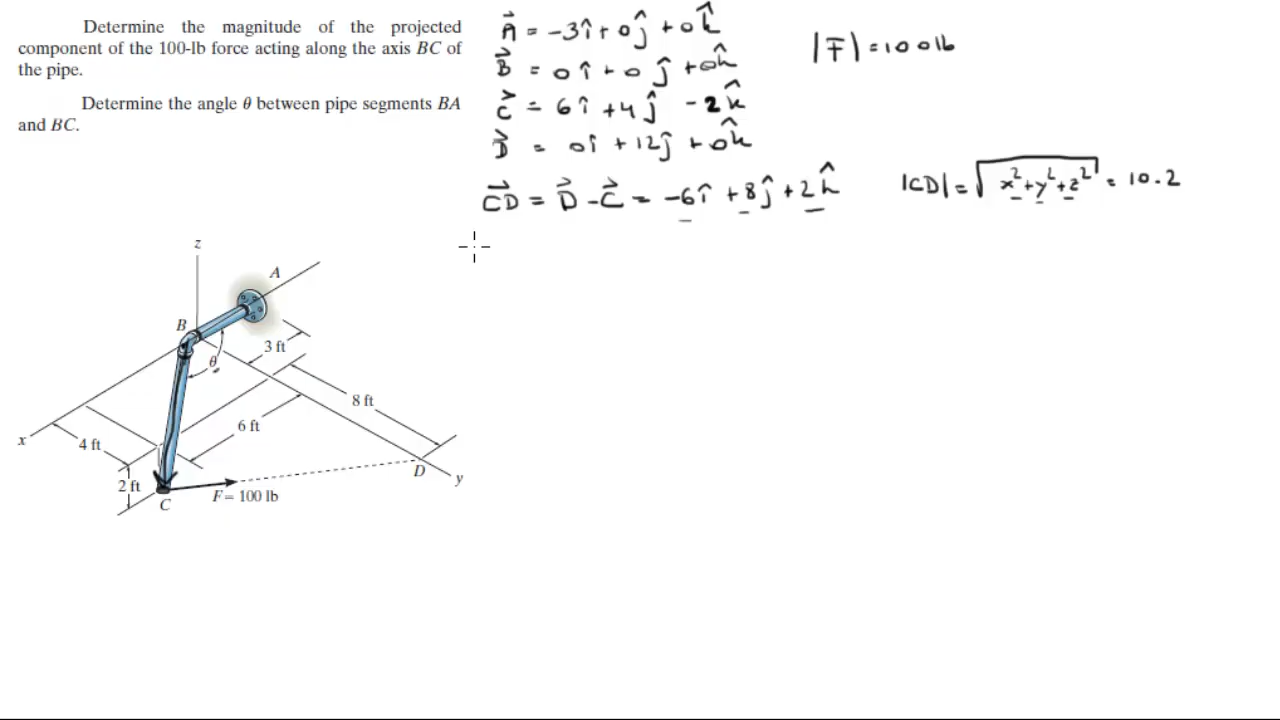 Determine the magnitude of the projected
component of the 100-lb force acting along the axis BC of
the pipe.
Determine the angle θ between pipe segments BA
and BC.
A⃗ = -3î + 0ĵ + 0k̂
B⃗ = 0î + 0ĵ + 0k̂
C⃗ = 6î + 4ĵ - 2k̂
D⃗ = 0î + 12ĵ + 0k̂
C⃗D = D⃗ - C⃗ = -6î + 8ĵ + 2k̂
|F⃗| = 100 lb
|CD| = √(x² + y² + z²) = 10.2
z
A
B
θ
3 ft
8 ft
6 ft
x
4 ft
D
y
2 ft
F = 100 lb
C